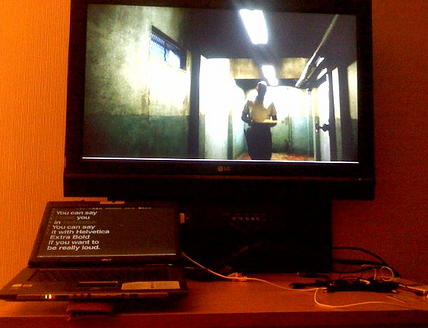 LG
You can say
you
in
You can say
it with Helvetica
Extra Bold
if you want to
be really loud.